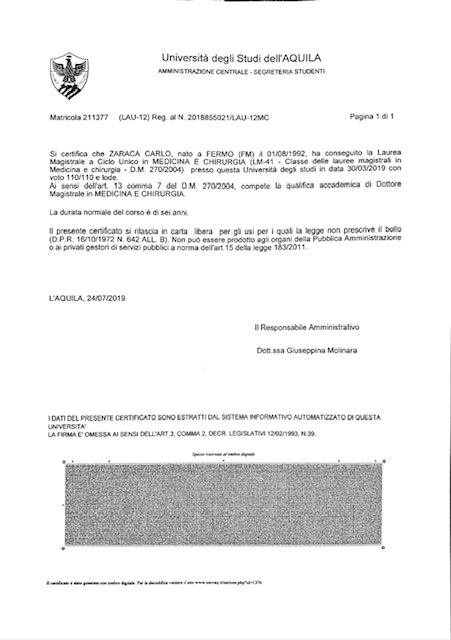 Università degli Studi dell'AQUILA
AMMINISTRAZIONE CENTRALE - SEGRETERIA STUDENTI
Matricola 211377 (LAU-12) Reg. al N. 2018855021/LAU-12MC Pagina 1 di 1
Si certifica che ZARACA CARLO, nato a FERMO (FM) il 01/08/1992, ha conseguito la Laurea
Magistrale a Ciclo Unico in MEDICINA E CHIRURGIA (LM-41 - Classe delle lauree magistrali in
Medicina e chirurgia - D.M. 270/2004) presso questa Università degli studi in data 30/03/2019 con
voto 110/110 e lode.
Ai sensi dell'art. 13 comma 7 del D.M. 270/2004, compete la qualifica accademica di Dottore
Magistrale in MEDICINA E CHIRURGIA.
La durata normale del corso è di sei anni.
Il presente certificato si rilascia in carta libera per gli usi per i quali la legge non prescrive il bollo
(D.P.R. 16/10/1972 N. 642 ALL. B). Non può essere prodotto agli organi della Pubblica Amministrazione
o ai privati gestori di servizi pubblici a norma dell'art.15 della legge 183/2011.
L'AQUILA, 24/07/2019
Il Responsabile Amministrativo
Dott.ssa Giuseppina Molinara
I DATI DEL PRESENTE CERTIFICATO SONO ESTRATTI DAL SISTEMA INFORMATIVO AUTOMATIZZATO DI QUESTA
UNIVERSITA'
LA FIRMA E' OMESSA AI SENSI DELL'ART.3, COMMA 2, DECR. LEGISLATIVI 12/02/1993, N.39.
Spazio riservato al timbro digitale
Il certificato è stato generato con timbro digitale. Per la decodifica visitare il sito www.univaq.it/section.php?id=1376